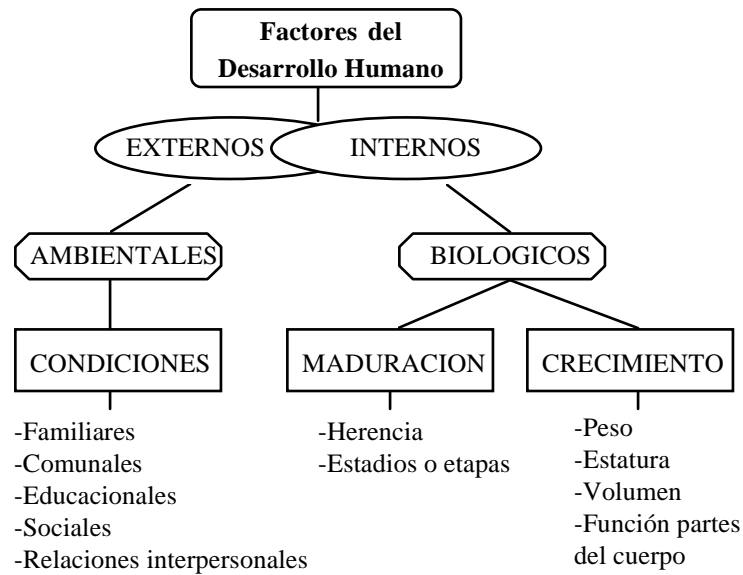 Factores del
Desarrollo Humano
EXTERNOS
INTERNOS
AMBIENTALES
BIOLOGICOS
CONDICIONES
MADURACION
CRECIMIENTO
-Familiares
-Comunales
-Educacionales
-Sociales
-Relaciones interpersonales
-Herencia
-Estadios o etapas
-Peso
-Estatura
-Volumen
-Función partes
del cuerpo